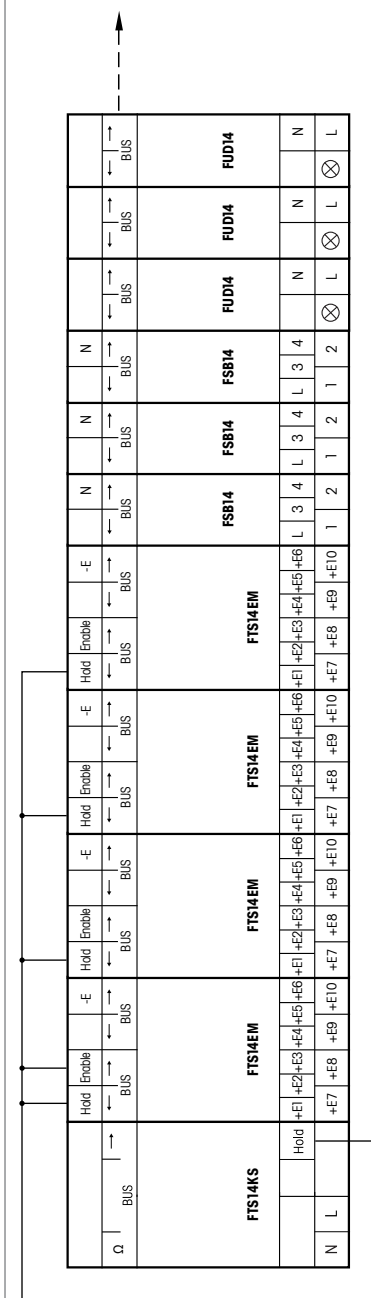 Hold Enable -E Hold Enable -E Hold Enable -E Hold Enable -E N N N
Ω → ← → ← → ← → ← → ← → ← → ← → ← → ← → ← → ← → ← → ← → ← →
BUS BUS BUS BUS BUS BUS BUS BUS BUS BUS BUS BUS BUS BUS BUS
FTS14KS FTS14EM FTS14EM FTS14EM FTS14EM FSB14 FSB14 FSB14 FUD14 FUD14 FUD14
Hold +E1 +E2 +E3 +E4 +E5 +E6 +E1 +E2 +E3 +E4 +E5 +E6 +E1 +E2 +E3 +E4 +E5 +E6 +E1 +E2 +E3 +E4 +E5 +E6 L 3 4 L 3 4 L 3 4 N N N
N L +E7 +E8 +E9 +E10 +E7 +E8 +E9 +E10 +E7 +E8 +E9 +E10 +E7 +E8 +E9 +E10 1 2 1 2 1 2 L L L